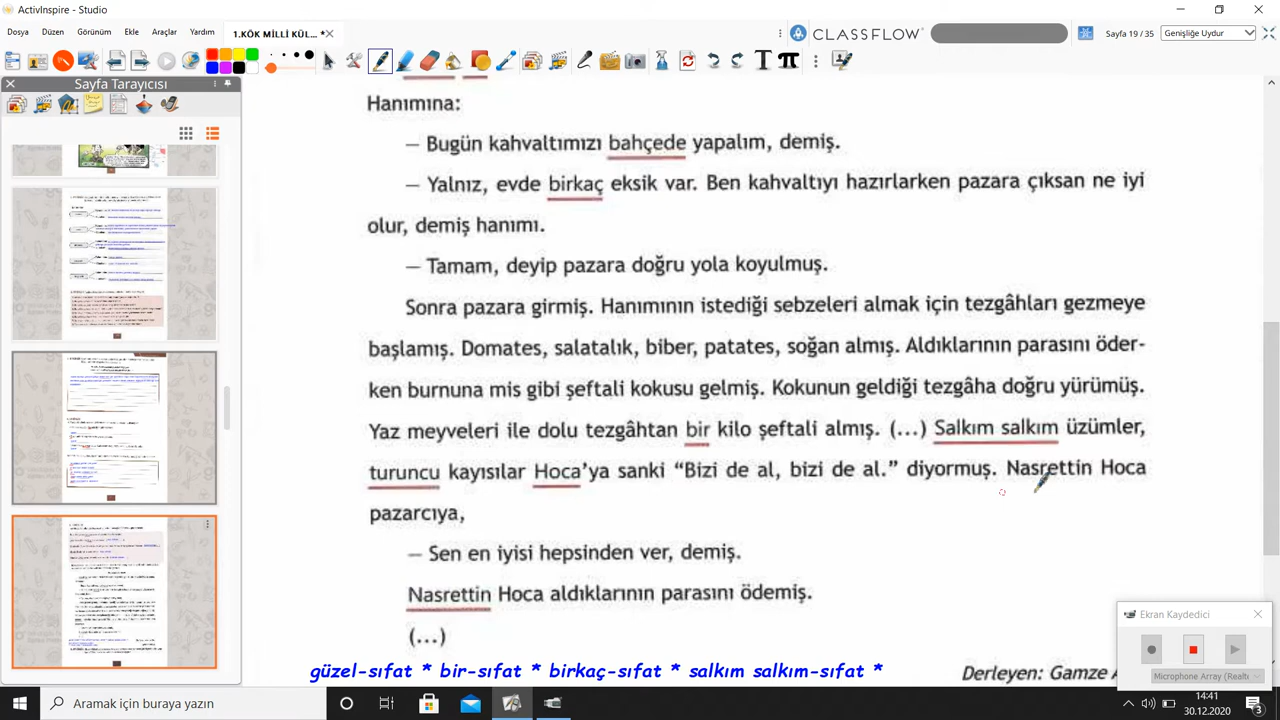 ActivInspire - Studio
Dosya Düzen Görünüm Ekle Araçlar Yardım
1.KÖK MİLLİ KÜL...*
CLASSFLOW
Sayfa 19 / 35
Genişliğe Uydur
Sayfa Tarayıcısı
Hanımına:
— Bugün kahvaltımızı bahçede yapalım, demiş.
— Yalnız, evde birkaç eksik var. Ben kahvaltıyı hazırlarken pazara çıksan ne iyi
olur, demiş hanımı.
— Tamam, deyip pazara doğru yola koyulmuş.
Sonra pazara girmiş. Hanımının istediği sebzeleri almak için tezgâhları gezmeye
başlamış. Domates, salatalık, biber, patates, soğan almış. Aldıklarının parasını öder-
ken burnuna mis gibi şeftali kokusu gelmiş. Kokunun geldiği tezgâha doğru yürümüş.
Yaz meyveleri ile dolu tezgâhtan bir kilo şeftali almış. (...) Salkım salkım üzümler,
turuncu kayısılar Hoca’ya sanki “Bizi de al, bizi de al.” diyormuş. Nasrettin Hoca
pazarcıya,
— Sen en iyisi hepsinden ver, demiş.
Nasrettin Hoca aldıklarının parasını ödemiş.
(...)
güzel-sıfat * bir-sıfat * birkaç-sıfat * salkım salkım-sıfat *
Derleyen: Gamze
Ekran Kaydedici
Microphone Array (Realte
Aramak için buraya yazın
14:41
30.12.2020
3